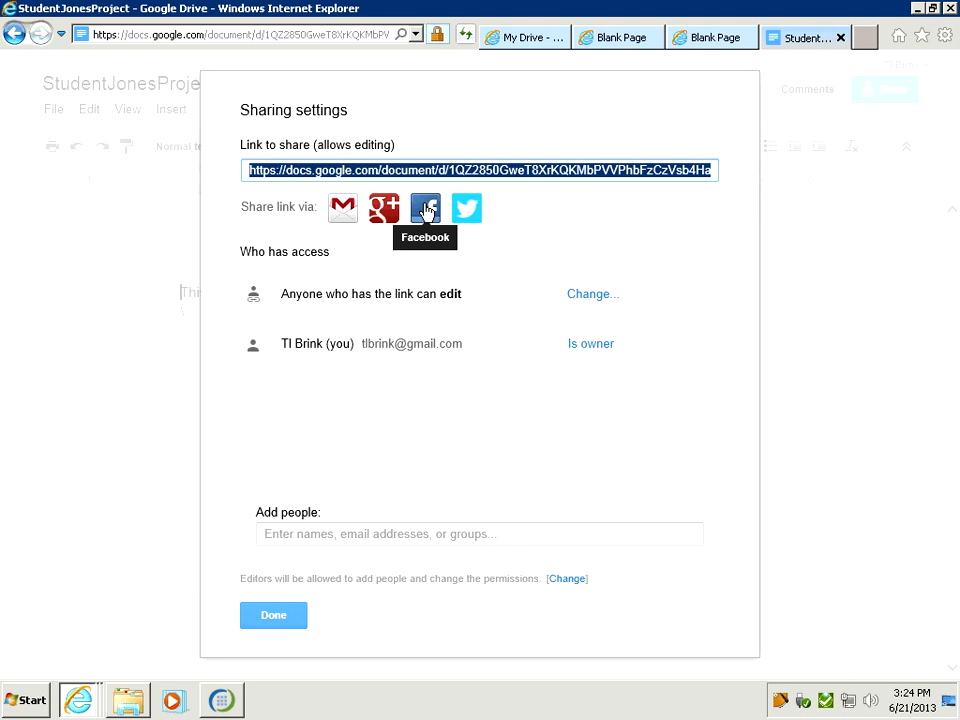 StudentJonesProject - Google Drive - Windows Internet Explorer
https://docs.google.com/document/d/1QZ2850GweT8XrKQKMbPV
My Drive - ...
Blank Page
Blank Page
Student...
StudentJonesProje
Comments
File Edit View Insert
Normal te
Sharing settings
Link to share (allows editing)
https://docs.google.com/document/d/1QZ2850GweT8XrKQKMbPVVPhbFzCzVsb4Ha
Share link via:
Facebook
Who has access
Anyone who has the link can edit Change...
Thi
TI Brink (you) tlbrink@gmail.com Is owner
Add people:
Enter names, email addresses, or groups...
Editors will be allowed to add people and change the permissions. [Change]
Done
Start
3:24 PM
6/21/2013